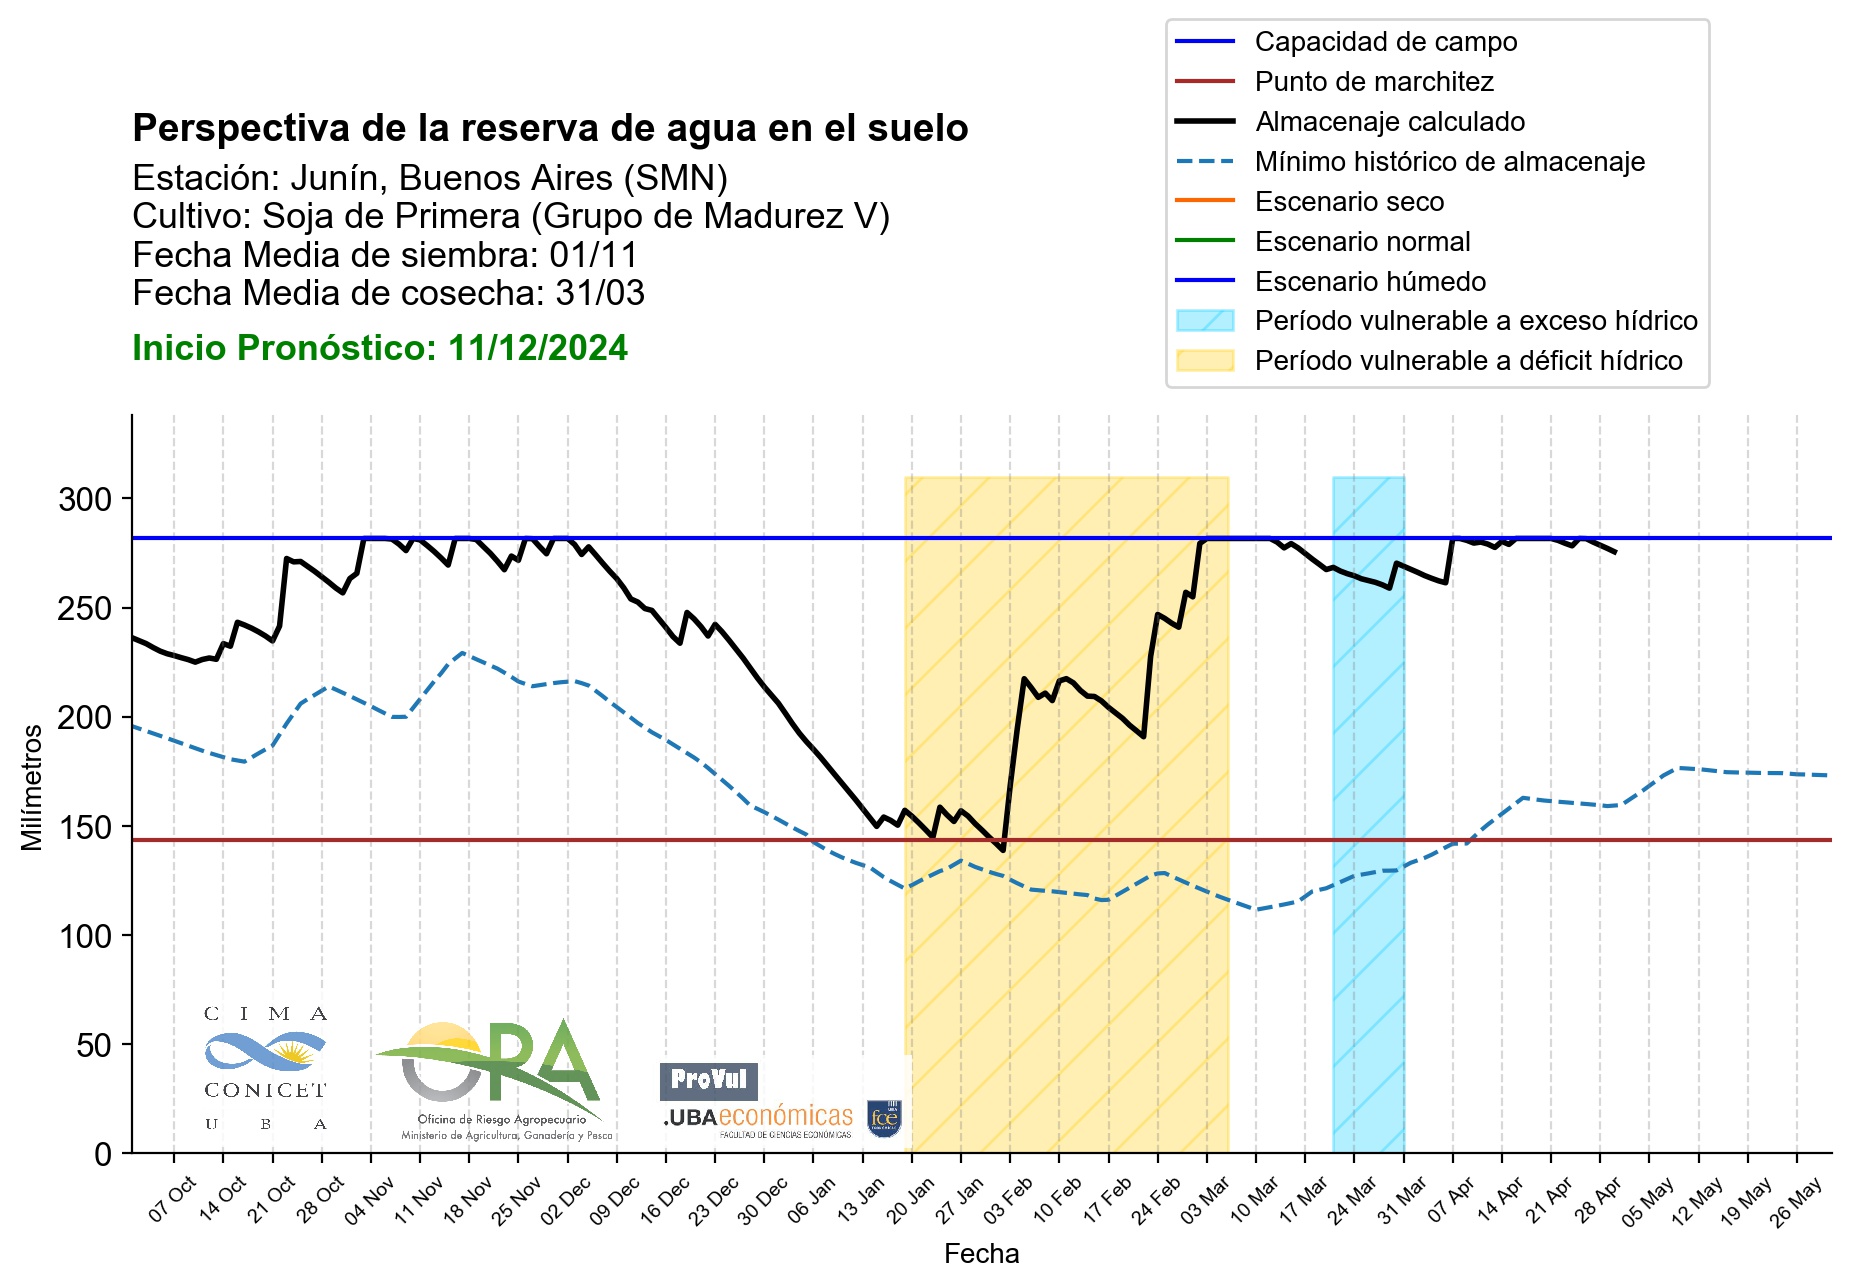 Capacidad de campo
Punto de marchitez
Almacenaje calculado
Mínimo histórico de almacenaje
Escenario seco
Escenario normal
Escenario húmedo
Período vulnerable a exceso hídrico
Período vulnerable a déficit hídrico
Perspectiva de la reserva de agua en el suelo
Estación: Junín, Buenos Aires (SMN)
Cultivo: Soja de Primera (Grupo de Madurez V)
Fecha Media de siembra: 01/11
Fecha Media de cosecha: 31/03
Inicio Pronóstico: 11/12/2024
300
250
200
150
100
50
0
Milímetros
CIMA
CONICET
UBA
ORA
Oficina de Riesgo Agropecuario
Ministerio de Agricultura, Ganadería y Pesca
ProVul
.UBAeconómicas
FACULTAD DE CIENCIAS ECONÓMICAS
fce
07 Oct
14 Oct
21 Oct
28 Oct
04 Nov
11 Nov
18 Nov
25 Nov
02 Dec
09 Dec
16 Dec
23 Dec
30 Dec
06 Jan
13 Jan
20 Jan
27 Jan
03 Feb
10 Feb
17 Feb
24 Feb
03 Mar
10 Mar
17 Mar
24 Mar
31 Mar
07 Apr
14 Apr
21 Apr
28 Apr
05 May
12 May
19 May
26 May
Fecha